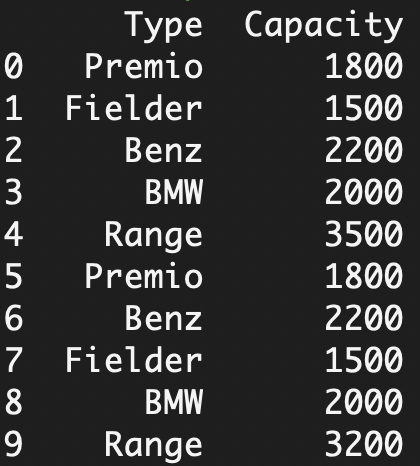 Type Capacity
0 Premio 1800
1 Fielder 1500
2 Benz 2200
3 BMW 2000
4 Range 3500
5 Premio 1800
6 Benz 2200
7 Fielder 1500
8 BMW 2000
9 Range 3200